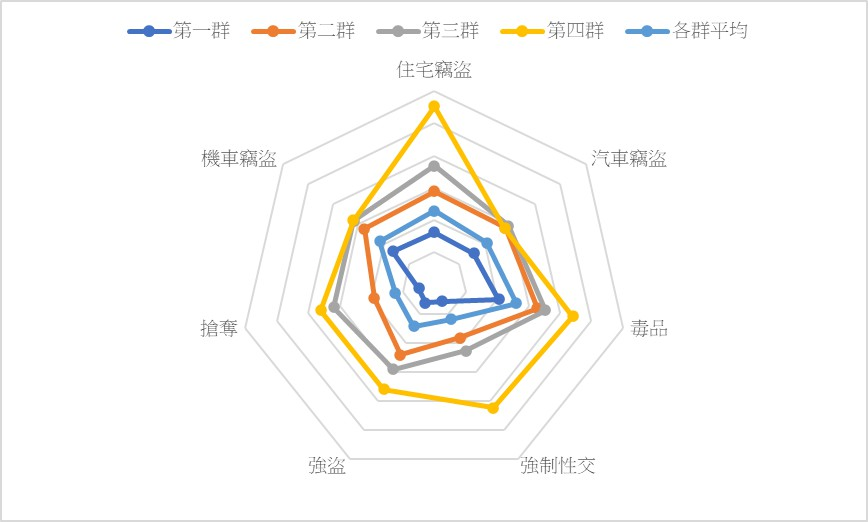 第一群 第二群 第三群 第四群 各群平均
住宅竊盜
機車竊盜 汽車竊盜
搶奪 毒品
強盜 強制性交